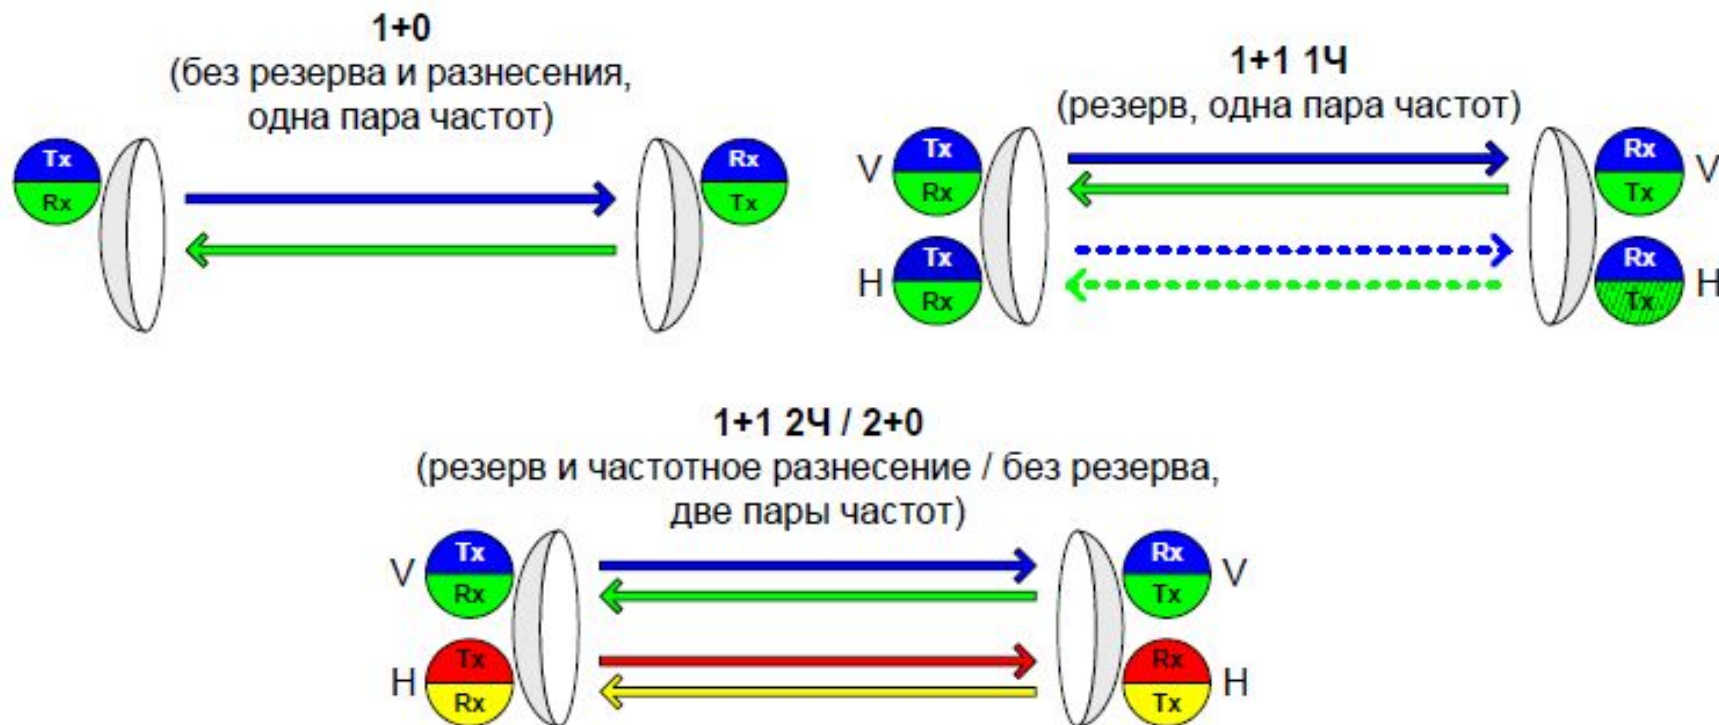 1+0
(без резерва и разнесения,
одна пара частот)
Tx
Rx
Rx
Tx
1+1 1Ч
(резерв, одна пара частот)
V
Tx
Rx
Rx
Tx
V
H
Tx
Rx
Rx
Tx
H
1+1 2Ч / 2+0
(резерв и частотное разнесение / без резерва,
две пары частот)
V
Tx
Rx
Rx
Tx
V
H
Tx
Rx
Rx
Tx
H